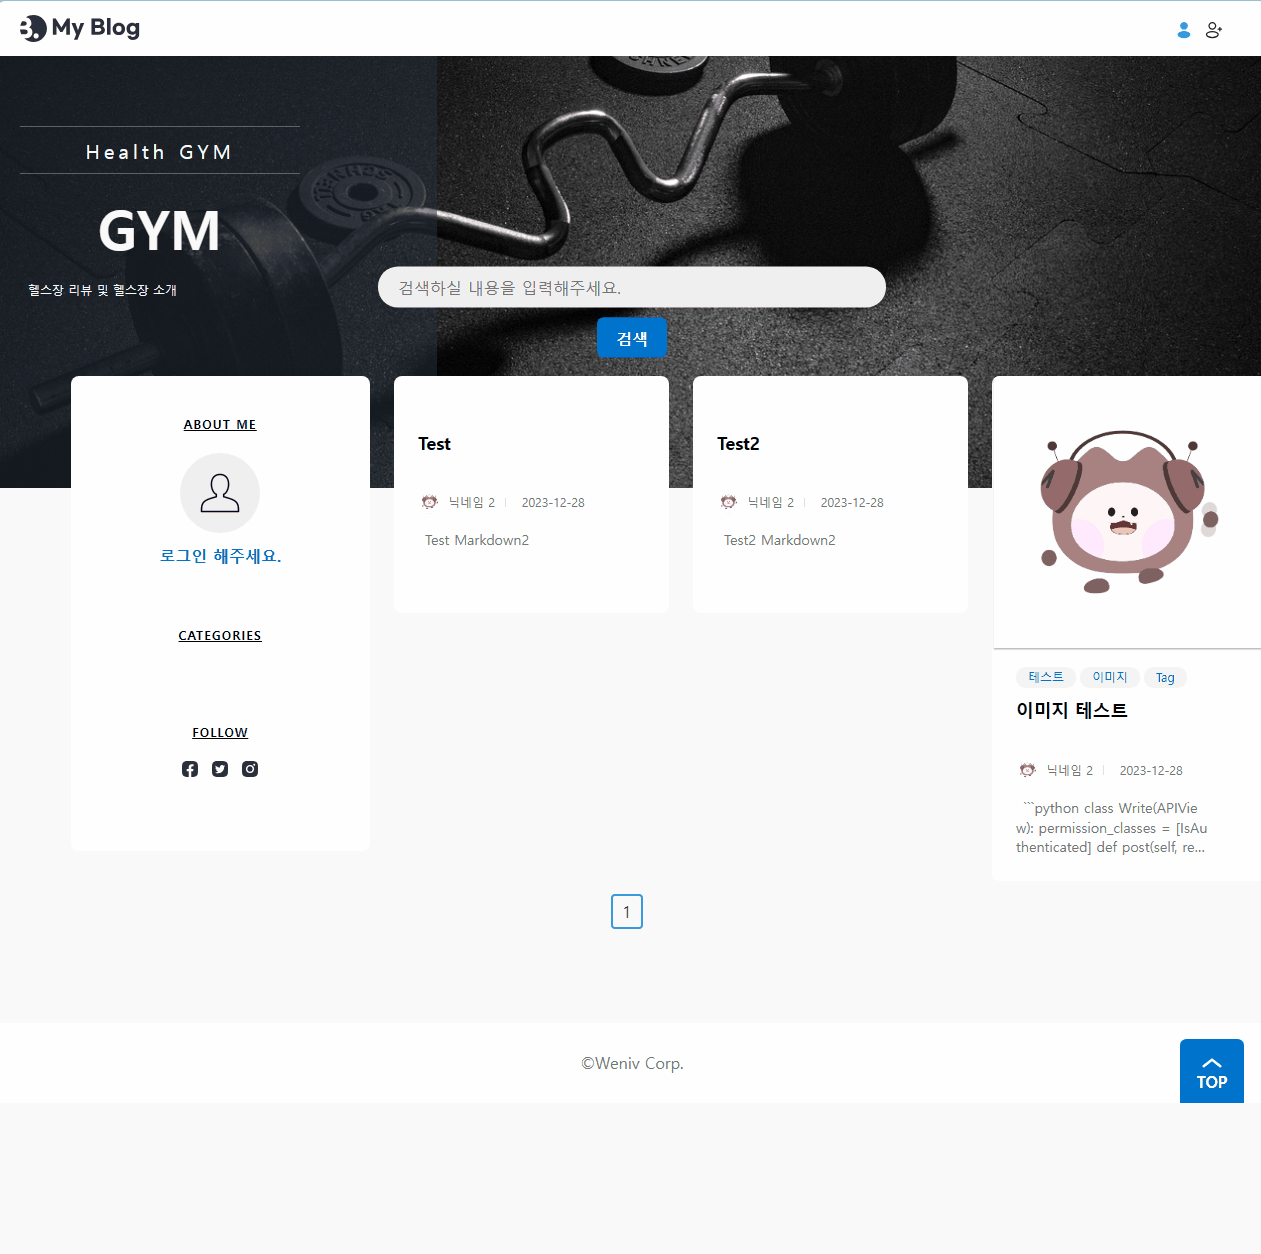 My Blog
Health GYM
GYM
헬스장 리뷰 및 헬스장 소개
검색하실 내용을 입력해주세요.
검색
ABOUT ME
로그인 해주세요.
CATEGORIES
FOLLOW
Test
닉네임 2
2023-12-28
Test Markdown2
Test2
닉네임 2
2023-12-28
Test2 Markdown2
테스트
이미지
Tag
이미지 테스트
닉네임 2
2023-12-28
```python class Write(APIVie
w): permission_classes = [IsAu
thenticated] def post(self, re...
1
©Weniv Corp.
TOP